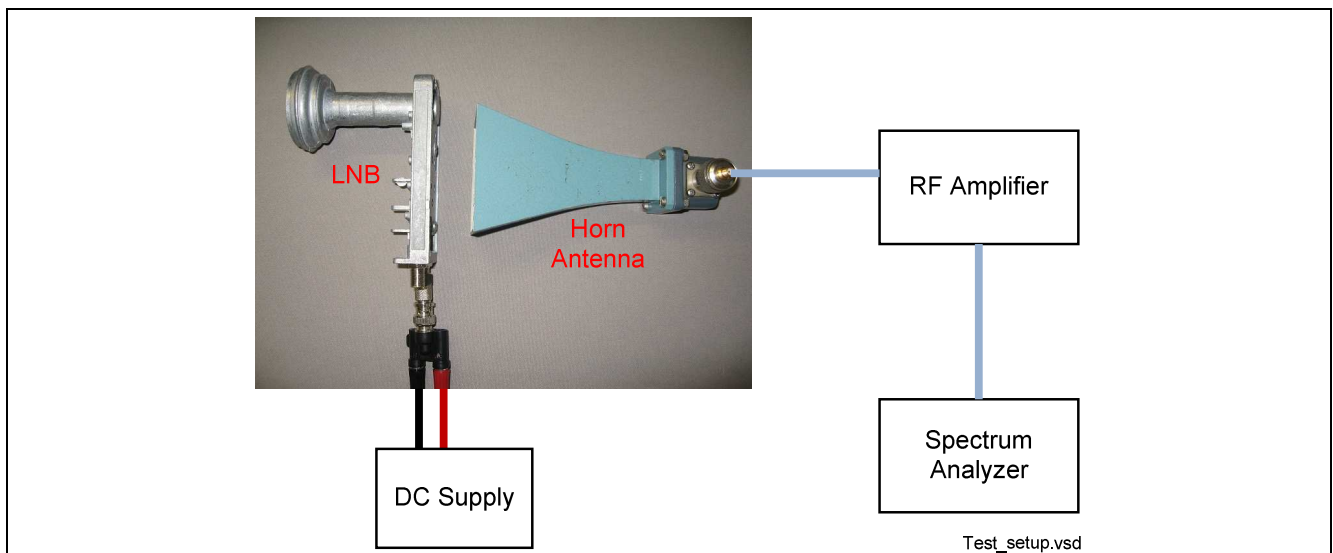 LNB
Horn
Antenna
RF Amplifier
Spectrum
Analyzer
DC Supply
Test_setup.vsd